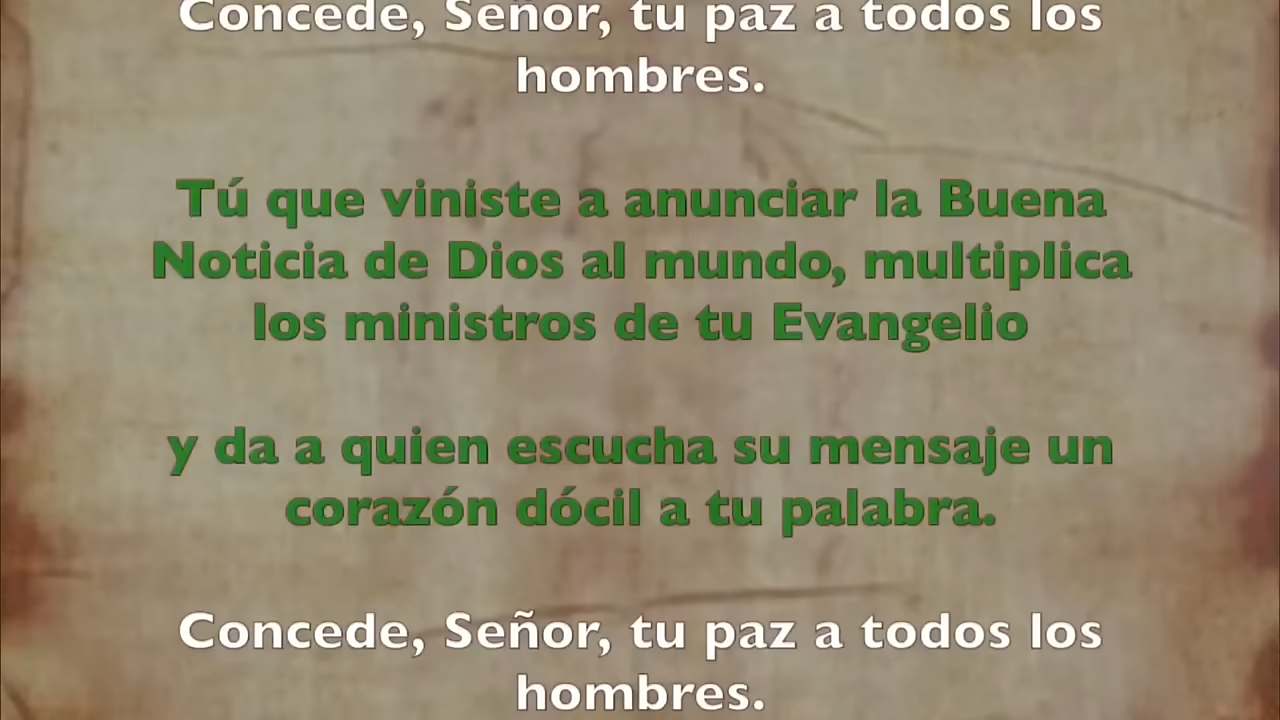 Concede, Señor, tu paz a todos los
hombres.
Tú que viniste a anunciar la Buena
Noticia de Dios al mundo, multiplica
los ministros de tu Evangelio
y da a quien escucha su mensaje un
corazón dócil a tu palabra.
Concede, Señor, tu paz a todos los
hombres.